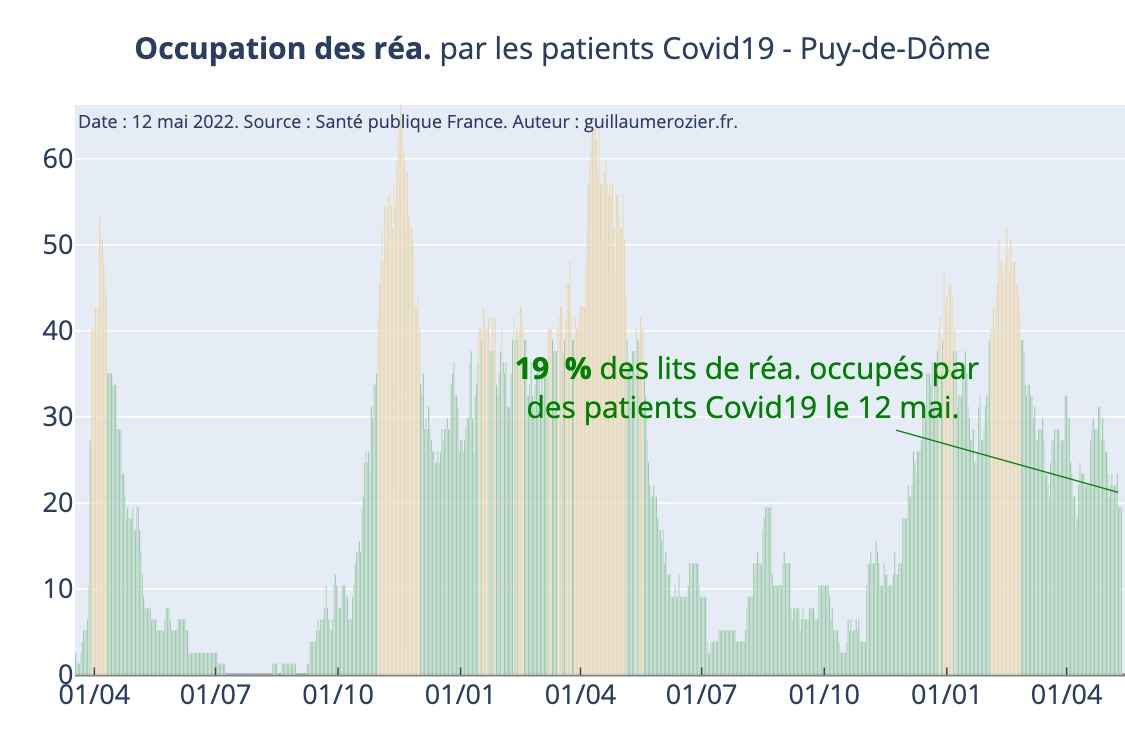 Occupation des réa. par les patients Covid19 - Puy-de-Dôme
Date : 12 mai 2022. Source : Santé publique France. Auteur : guillaumerozier.fr.
60
50
40
19 % des lits de réa. occupés par
des patients Covid19 le 12 mai.
30
20
10
0
01/04 01/07 01/10 01/01 01/04 01/07 01/10 01/01 01/04